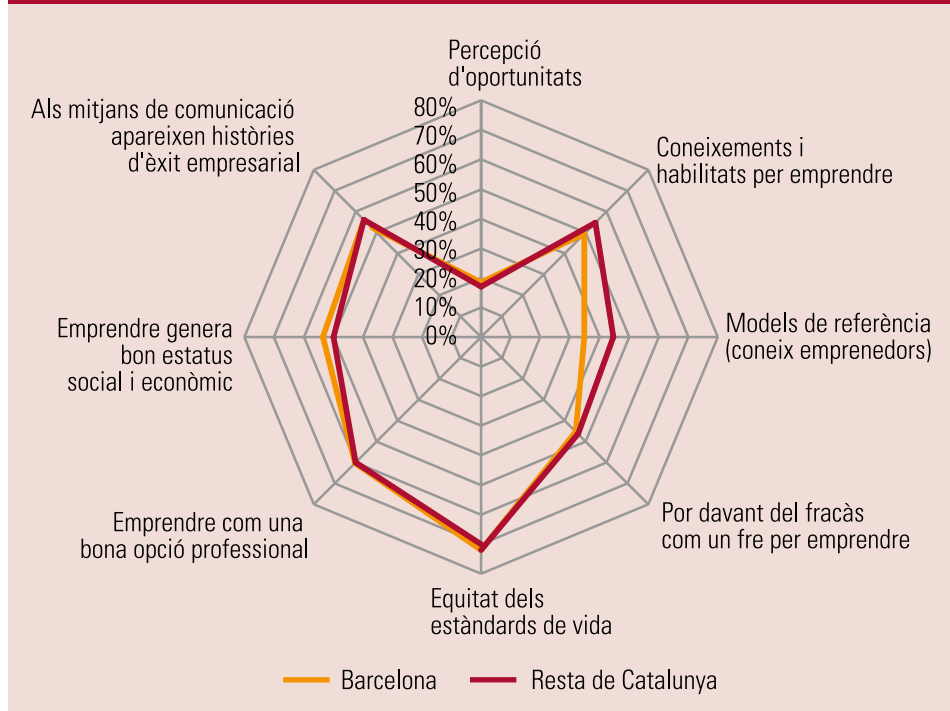 Percepció
d'oportunitats
Als mitjans de comunicació
apareixen històries
d'èxit empresarial
80%
70%
60%
50%
40%
30%
20%
10%
0%
Coneixements i
habilitats per emprendre
Emprendre genera
bon estatus
social i econòmic
Models de referència
(coneix emprenedors)
Emprendre com una
bona opció professional
Por davant del fracàs
com un fre per emprendre
Equitat dels
estàndards de vida
Barcelona
Resta de Catalunya